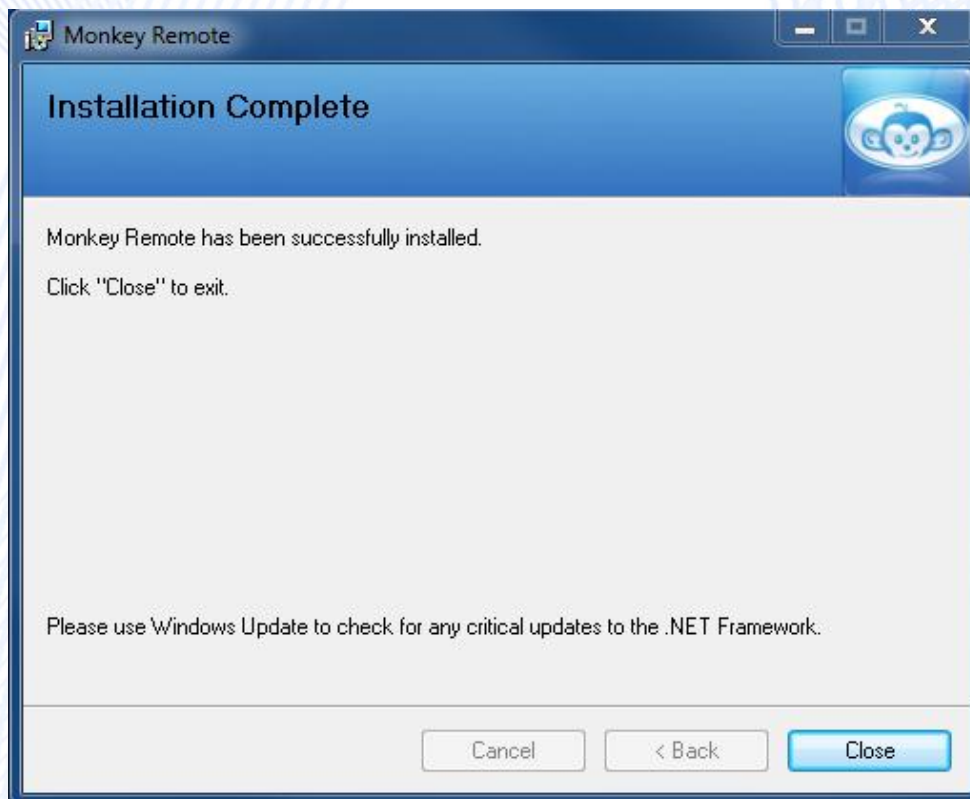 Monkey Remote
Installation Complete
Monkey Remote has been successfully installed.
Click "Close" to exit.
Please use Windows Update to check for any critical updates to the .NET Framework.
Cancel
< Back
Close